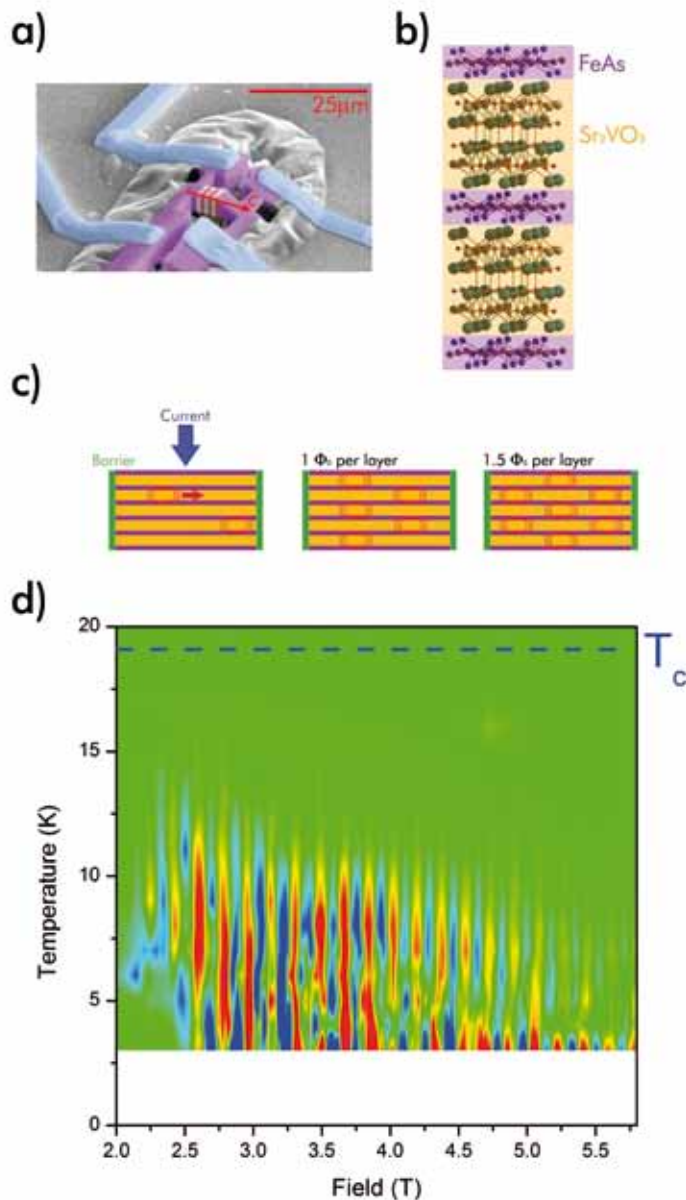 a)
25μm
c
b)
FeAs
Sr₂VO₃
c)
Current
Barrier
1 Φ₀ per layer
1.5 Φ₀ per layer
d)
20
15
10
5
0
Temperature (K)
T_c
2.0 2.5 3.0 3.5 4.0 4.5 5.0 5.5
Field (T)